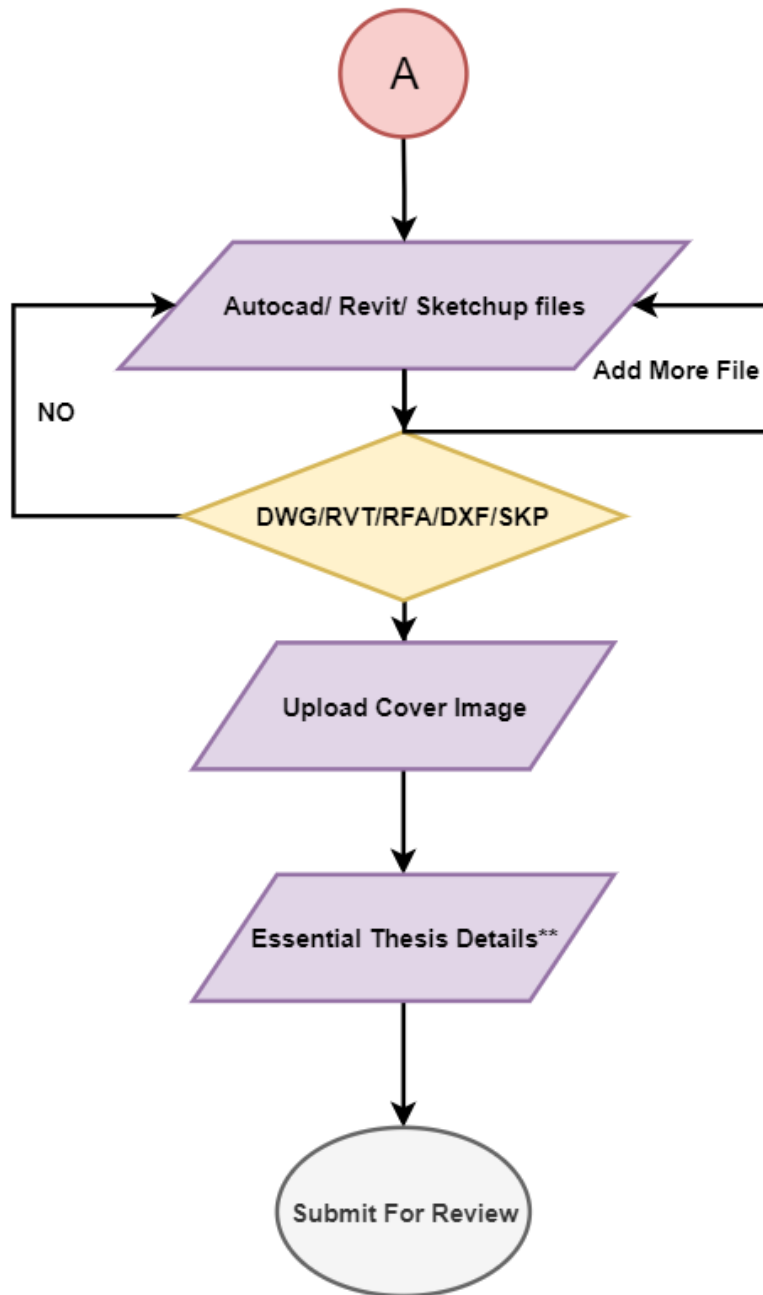 A
Autocad/ Revit/ Sketchup files
Add More File
NO
DWG/RVT/RFA/DXF/SKP
Upload Cover Image
Essential Thesis Details**
Submit For Review